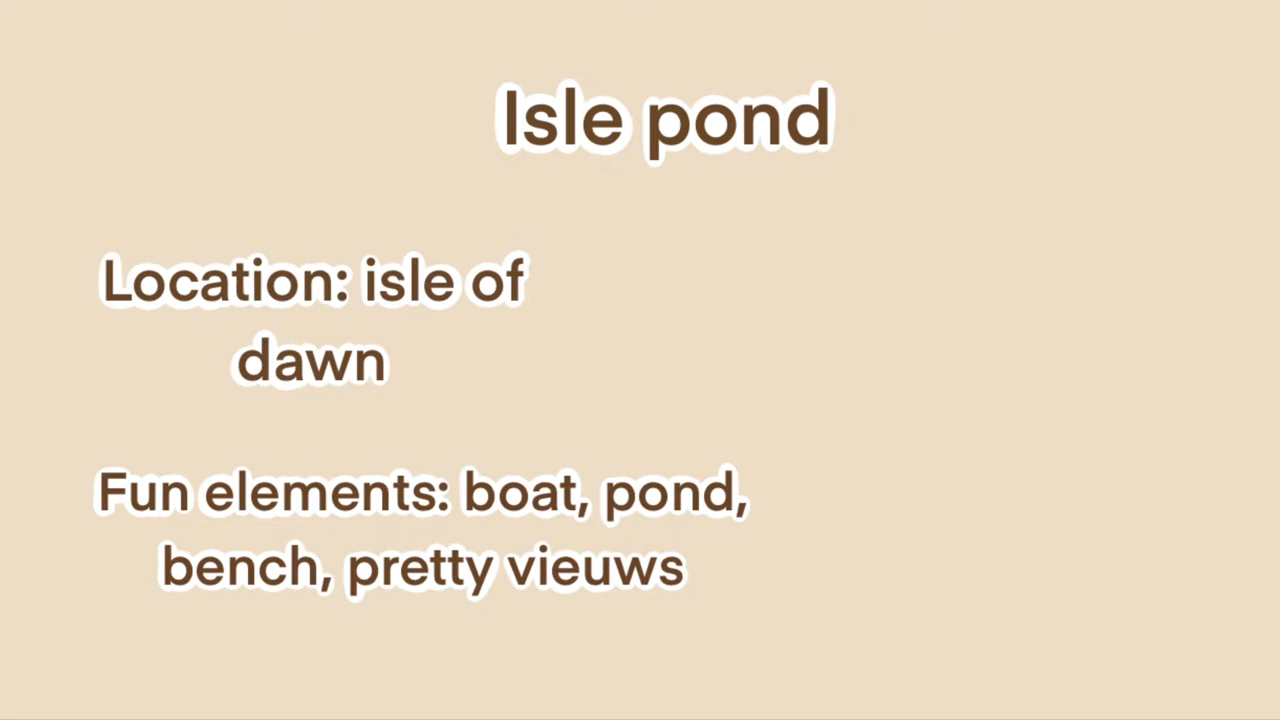 Isle pond
Location: isle of
dawn
Fun elements: boat, pond,
bench, pretty vieuws